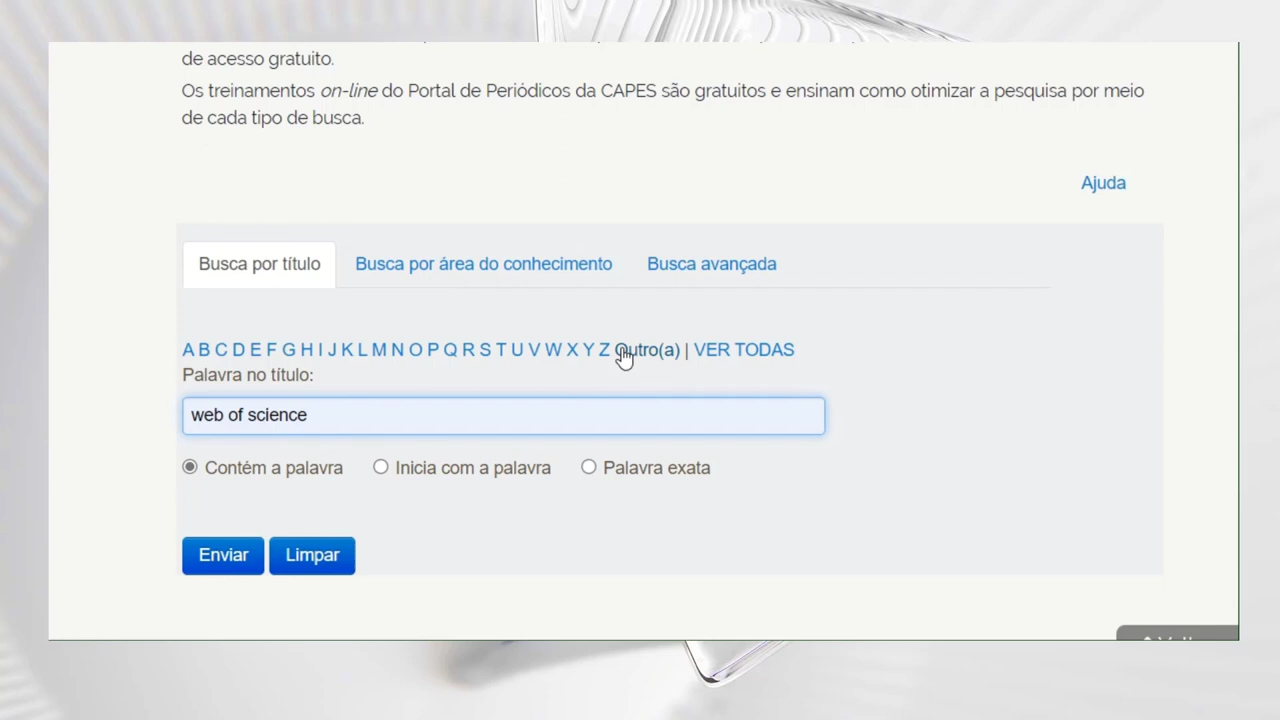 de acesso gratuito.
Os treinamentos on-line do Portal de Periódicos da CAPES são gratuitos e ensinam como otimizar a pesquisa por meio
de cada tipo de busca.
Ajuda
Busca por título Busca por área do conhecimento Busca avançada
A B C D E F G H I J K L M N O P Q R S T U V W X Y Z Outro(a) | VER TODAS
Palavra no título:
web of science
Contém a palavra Inicia com a palavra Palavra exata
Enviar Limpar